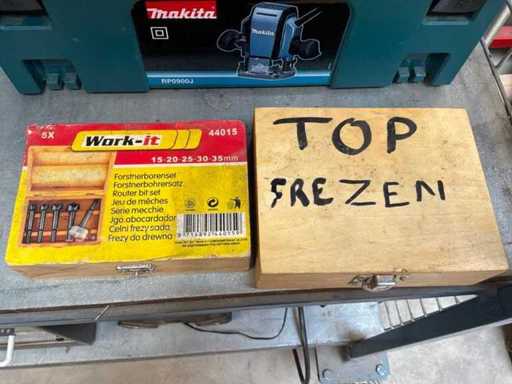 makita
RP0900J
5X
Work-it
44015
15-20-25-30-35mm
Forstnerborenset
Forstnerbohrersatz
Router bit set
Jeu de mèches
Serie mecchie
Jgo.abocardador
Celni frezy sada
Frezy do drewna
TOP
FREZEN